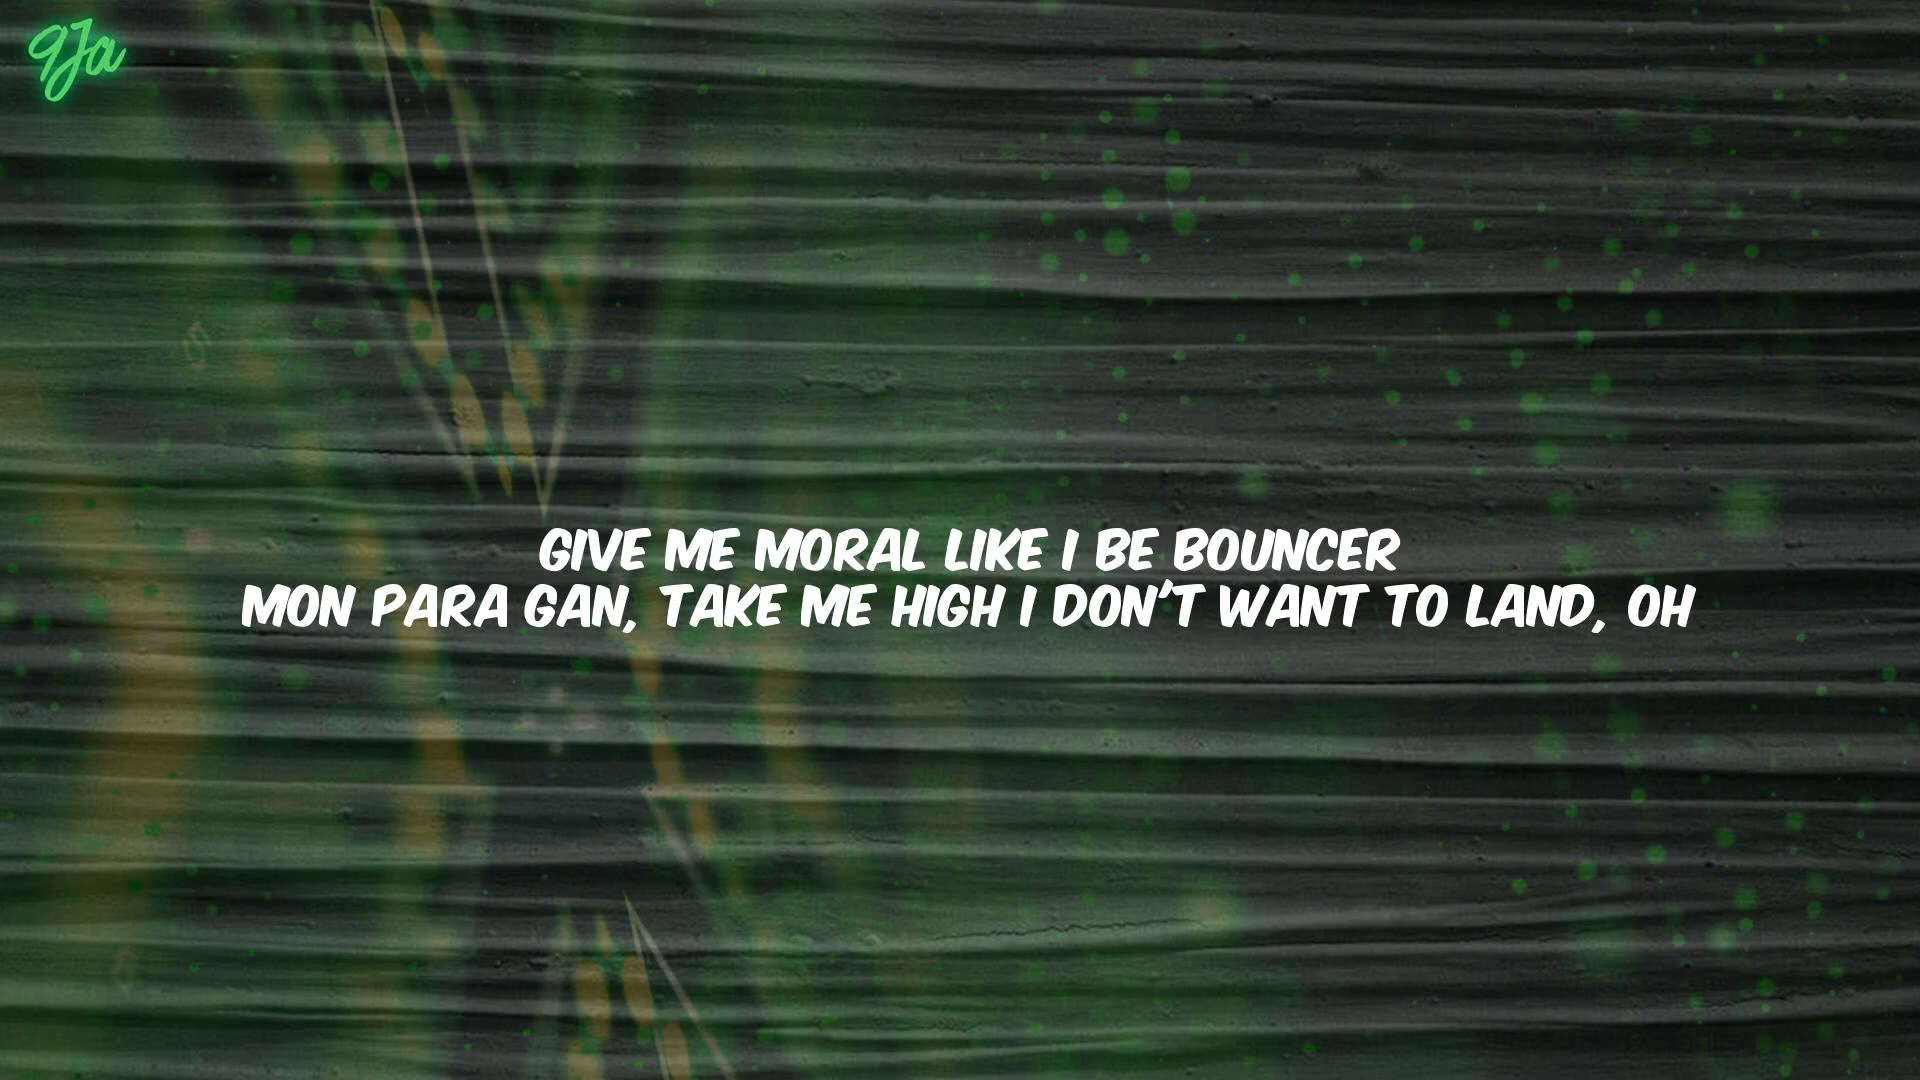 9Ja
GIVE ME MORAL LIKE I BE BOUNCER
MON PARA GAN, TAKE ME HIGH I DON'T WANT TO LAND, OH